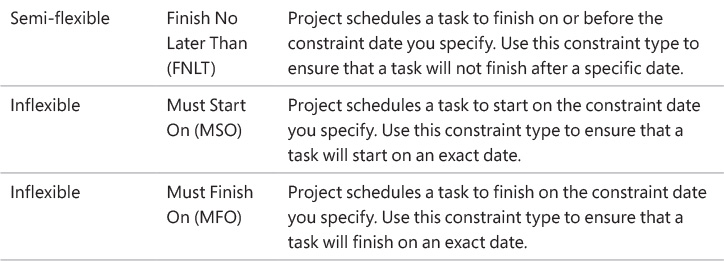 Semi-flexible Finish No Project schedules a task to finish on or before the
Later Than constraint date you specify. Use this constraint type to
(FNLT) ensure that a task will not finish after a specific date.
Inflexible Must Start Project schedules a task to start on the constraint date
On (MSO) you specify. Use this constraint type to ensure that a
task will start on an exact date.
Inflexible Must Finish Project schedules a task to finish on the constraint date
On (MFO) you specify. Use this constraint type to ensure that a
task will finish on an exact date.